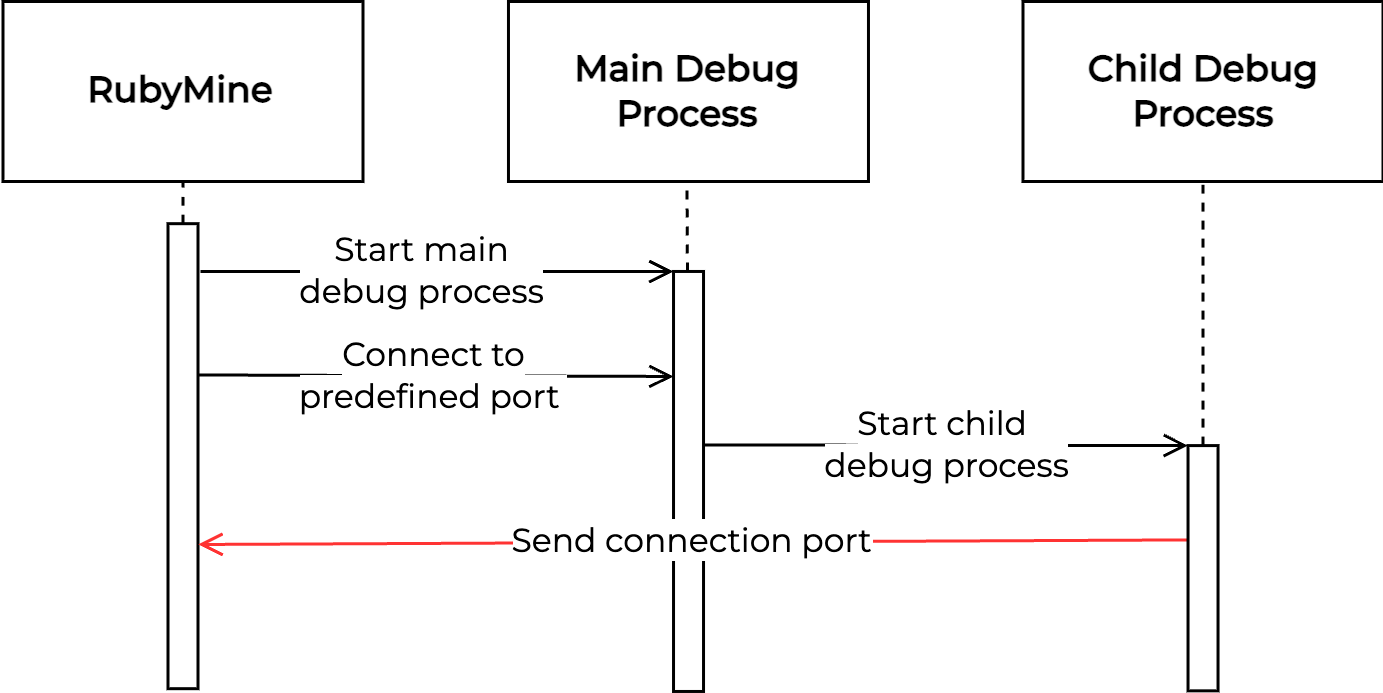 RubyMine
Main Debug
Process
Child Debug
Process
Start main
debug process
Connect to
predefined port
Start child
debug process
Send connection port